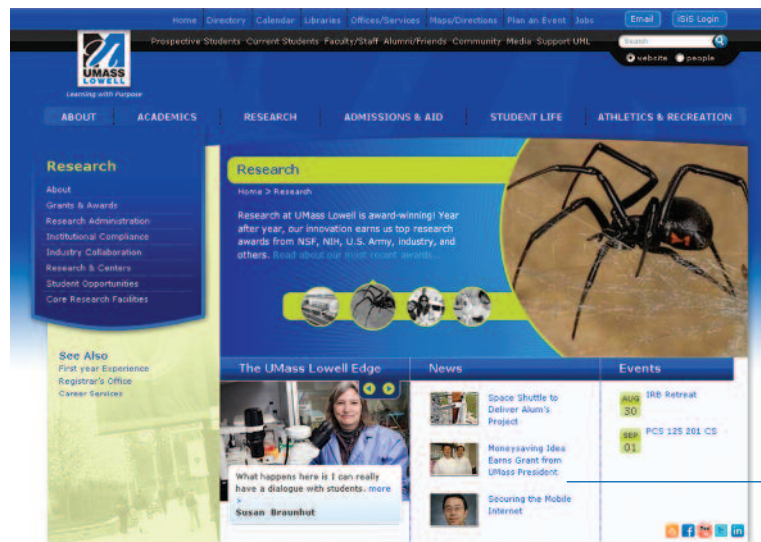 Home Directory Calendar Libraries Offices/Services Maps/Directions Plan an Event Jobs Email iSiS Login
Prospective Students Current Students Faculty/Staff Alumni/Friends Community Media Support UML Search
website people
UMASS
LOWELL
Learning with Purpose
ABOUT ACADEMICS RESEARCH ADMISSIONS & AID STUDENT LIFE ATHLETICS & RECREATION
Research
About
Grants & Awards
Research Administration
Institutional Compliance
Industry Collaboration
Research & Centers
Student Opportunities
Core Research Facilities
See Also
First year Experience
Registrar's Office
Career Services
Research
Home > Research
Research at UMass Lowell is award-winning! Year
after year, our innovation earns us top research
awards from NSF, NIH, U.S. Army, industry, and
others. Read about our most recent awards...
The UMass Lowell Edge
What happens here is I can really
have a dialogue with students. more
>
Susan Braunhut
News
Space Shuttle to
Deliver Alum's
Project
Moneysaving Idea
Earns Grant from
UMass President
Securing the Mobile
Internet
Events
AUG
30
IRB Retreat
SEP
01
PCS 125 201 CS
You
f
in